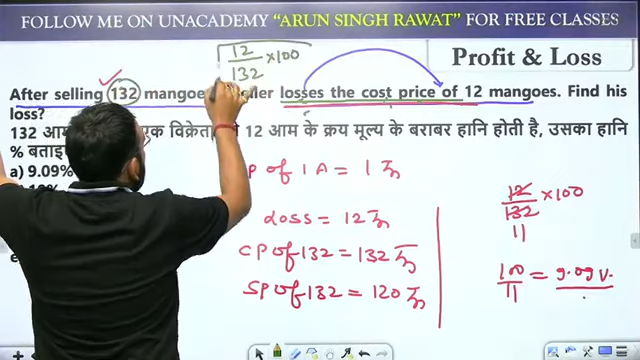 FOLLOW ME ON UNACADEMY “ARUN SINGH RAWAT” FOR FREE CLASSES
Profit & Loss
12/132 ×100
After selling 132 mangoes losses the cost price of 12 mangoes. Find his
loss?
132 एक विक्रेता 12 आम के क्रय मूल्य के बराबर हानि होती है, उसका हानि
% बताइ
a) 9.09%
P of 1 A = 1
Loss = 12
CP of 132 = 132
SP of 132 = 120
12/132 ×100
11
100/11 = 9.09 %